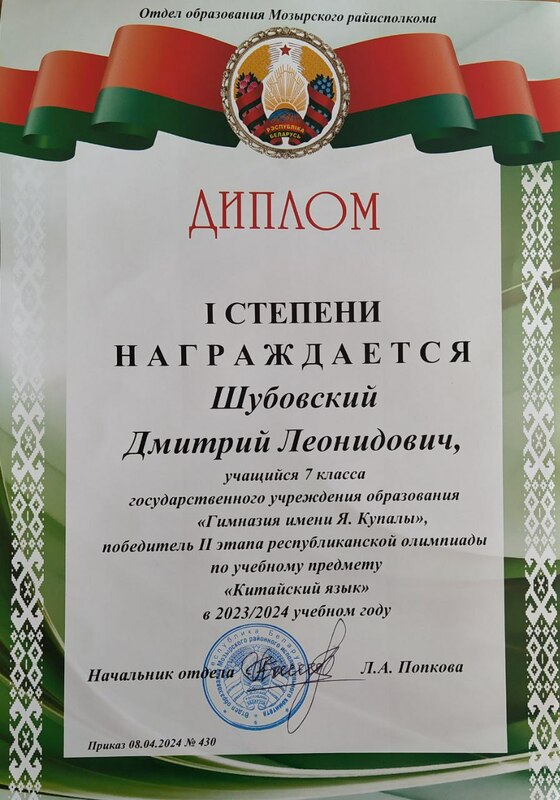 Отдел образования Мозырского райисполкома
РЭСПУБЛІКА
БЕЛАРУСЬ
ДИПЛОМ
I СТЕПЕНИ
НАГРАЖДАЕТСЯ
Шубовский
Дмитрий Леонидович,
учащийся 7 класса
государственного учреждения образования
«Гимназия имени Я. Купалы»,
победитель II этапа республиканской олимпиады
по учебному предмету
«Китайский язык»
в 2023/2024 учебном году
Начальник отдела Л.А. Попкова
Приказ 08.04.2024 № 430